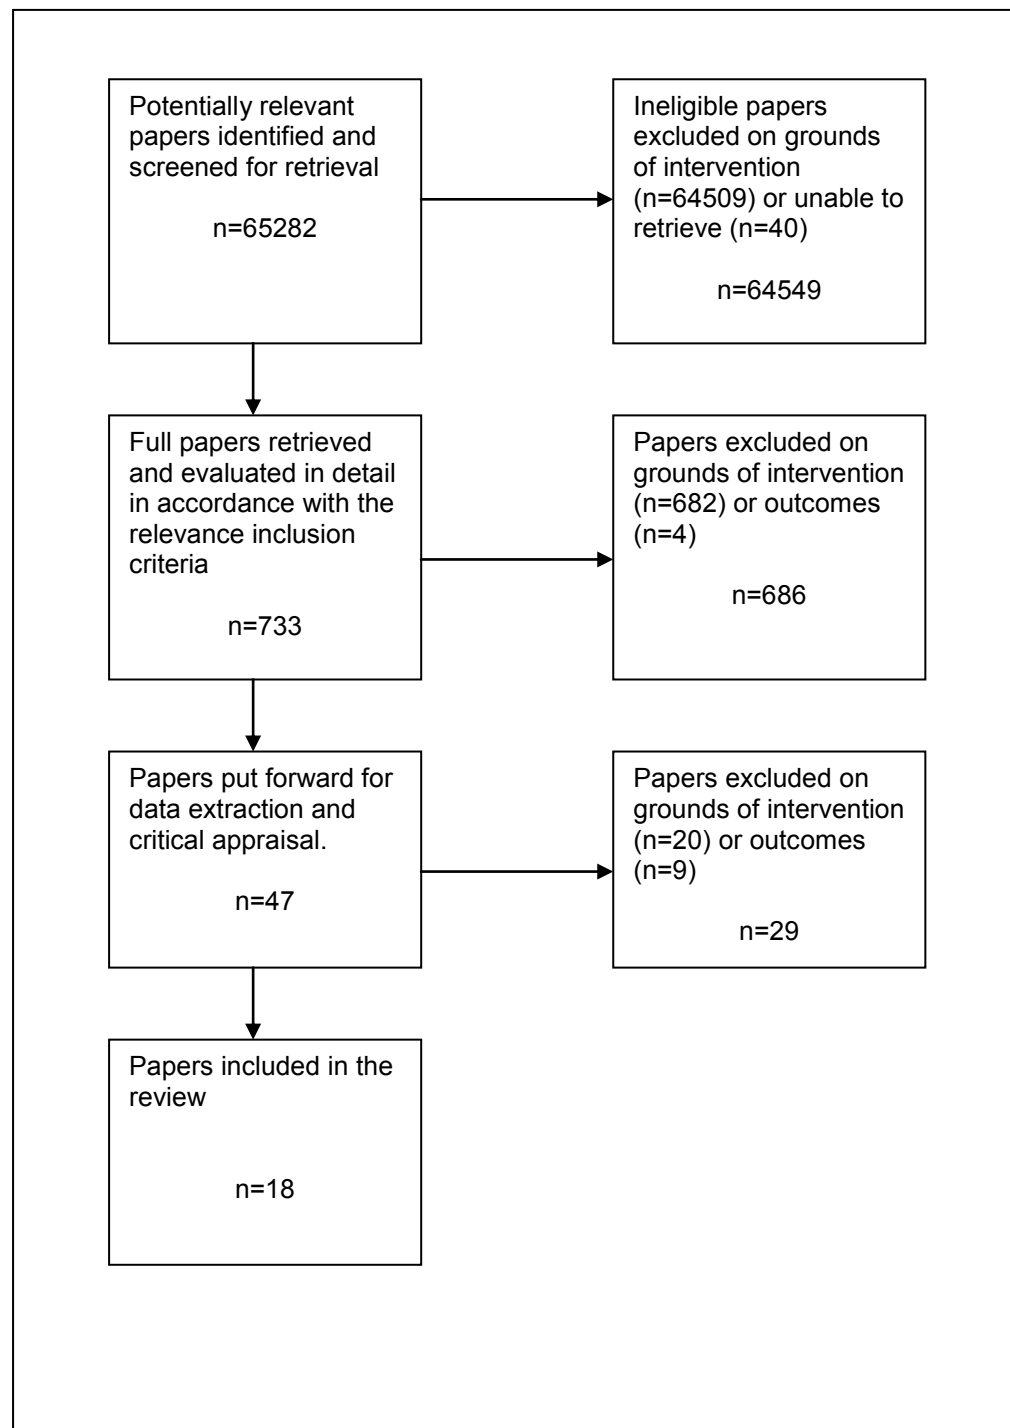 Potentially relevant
papers identified and
screened for retrieval
n=65282
Ineligible papers
excluded on grounds
of intervention
(n=64509) or unable to
retrieve (n=40)
n=64549
Full papers retrieved
and evaluated in detail
in accordance with the
relevance inclusion
criteria
n=733
Papers excluded on
grounds of intervention
(n=682) or outcomes
(n=4)
n=686
Papers put forward for
data extraction and
critical appraisal.
n=47
Papers excluded on
grounds of intervention
(n=20) or outcomes
(n=9)
n=29
Papers included in the
review
n=18